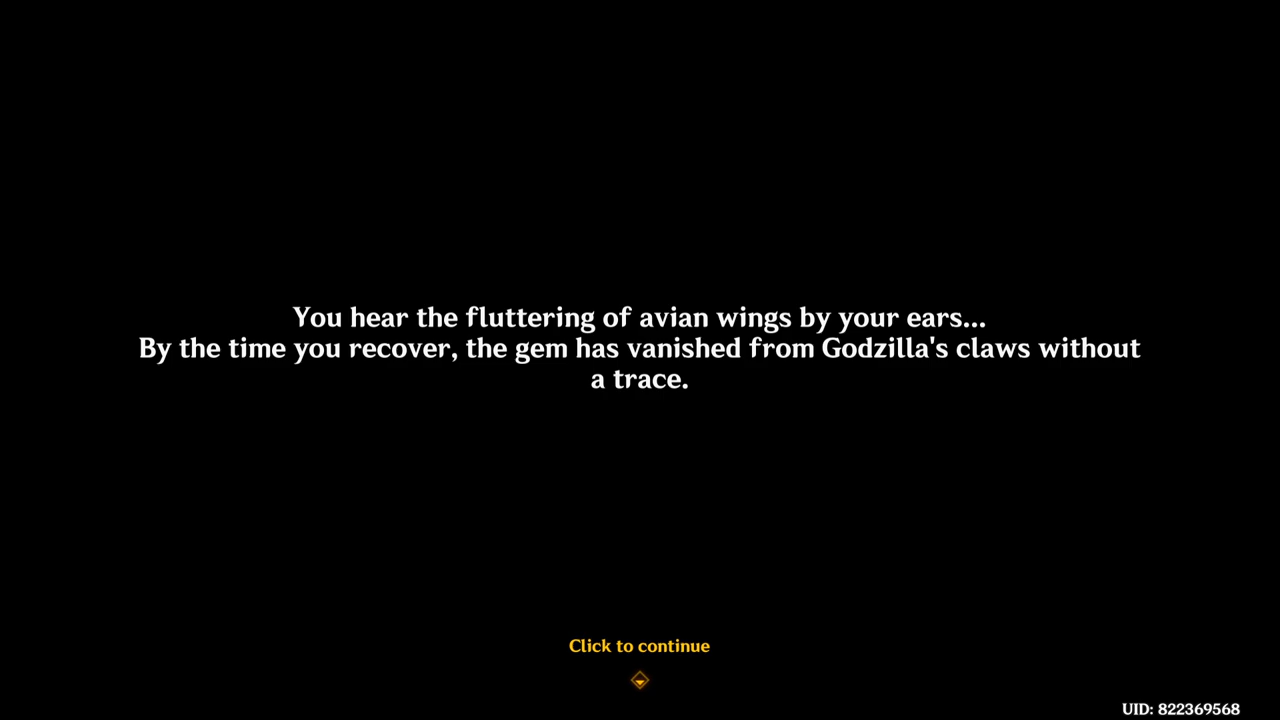 You hear the fluttering of avian wings by your ears...
By the time you recover, the gem has vanished from Godzilla's claws without
a trace.
Click to continue
UID: 822369568